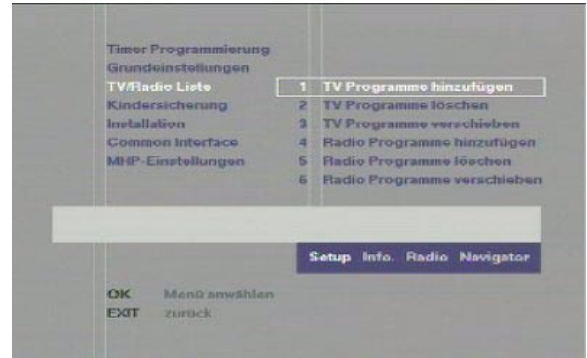 Timer Programmierung
Grundeinstellungen
TV/Radio Liste
Kindersicherung
Installation
Common Interface
MHP-Einstellungen
1 TV Programme hinzufügen
2 TV Programme löschen
3 TV Programme verschieben
4 Radio Programme hinzufügen
5 Radio Programme löschen
6 Radio Programme verschieben
Setup Info. Radio Navigator
OK Menü anwählen
EXIT zurück